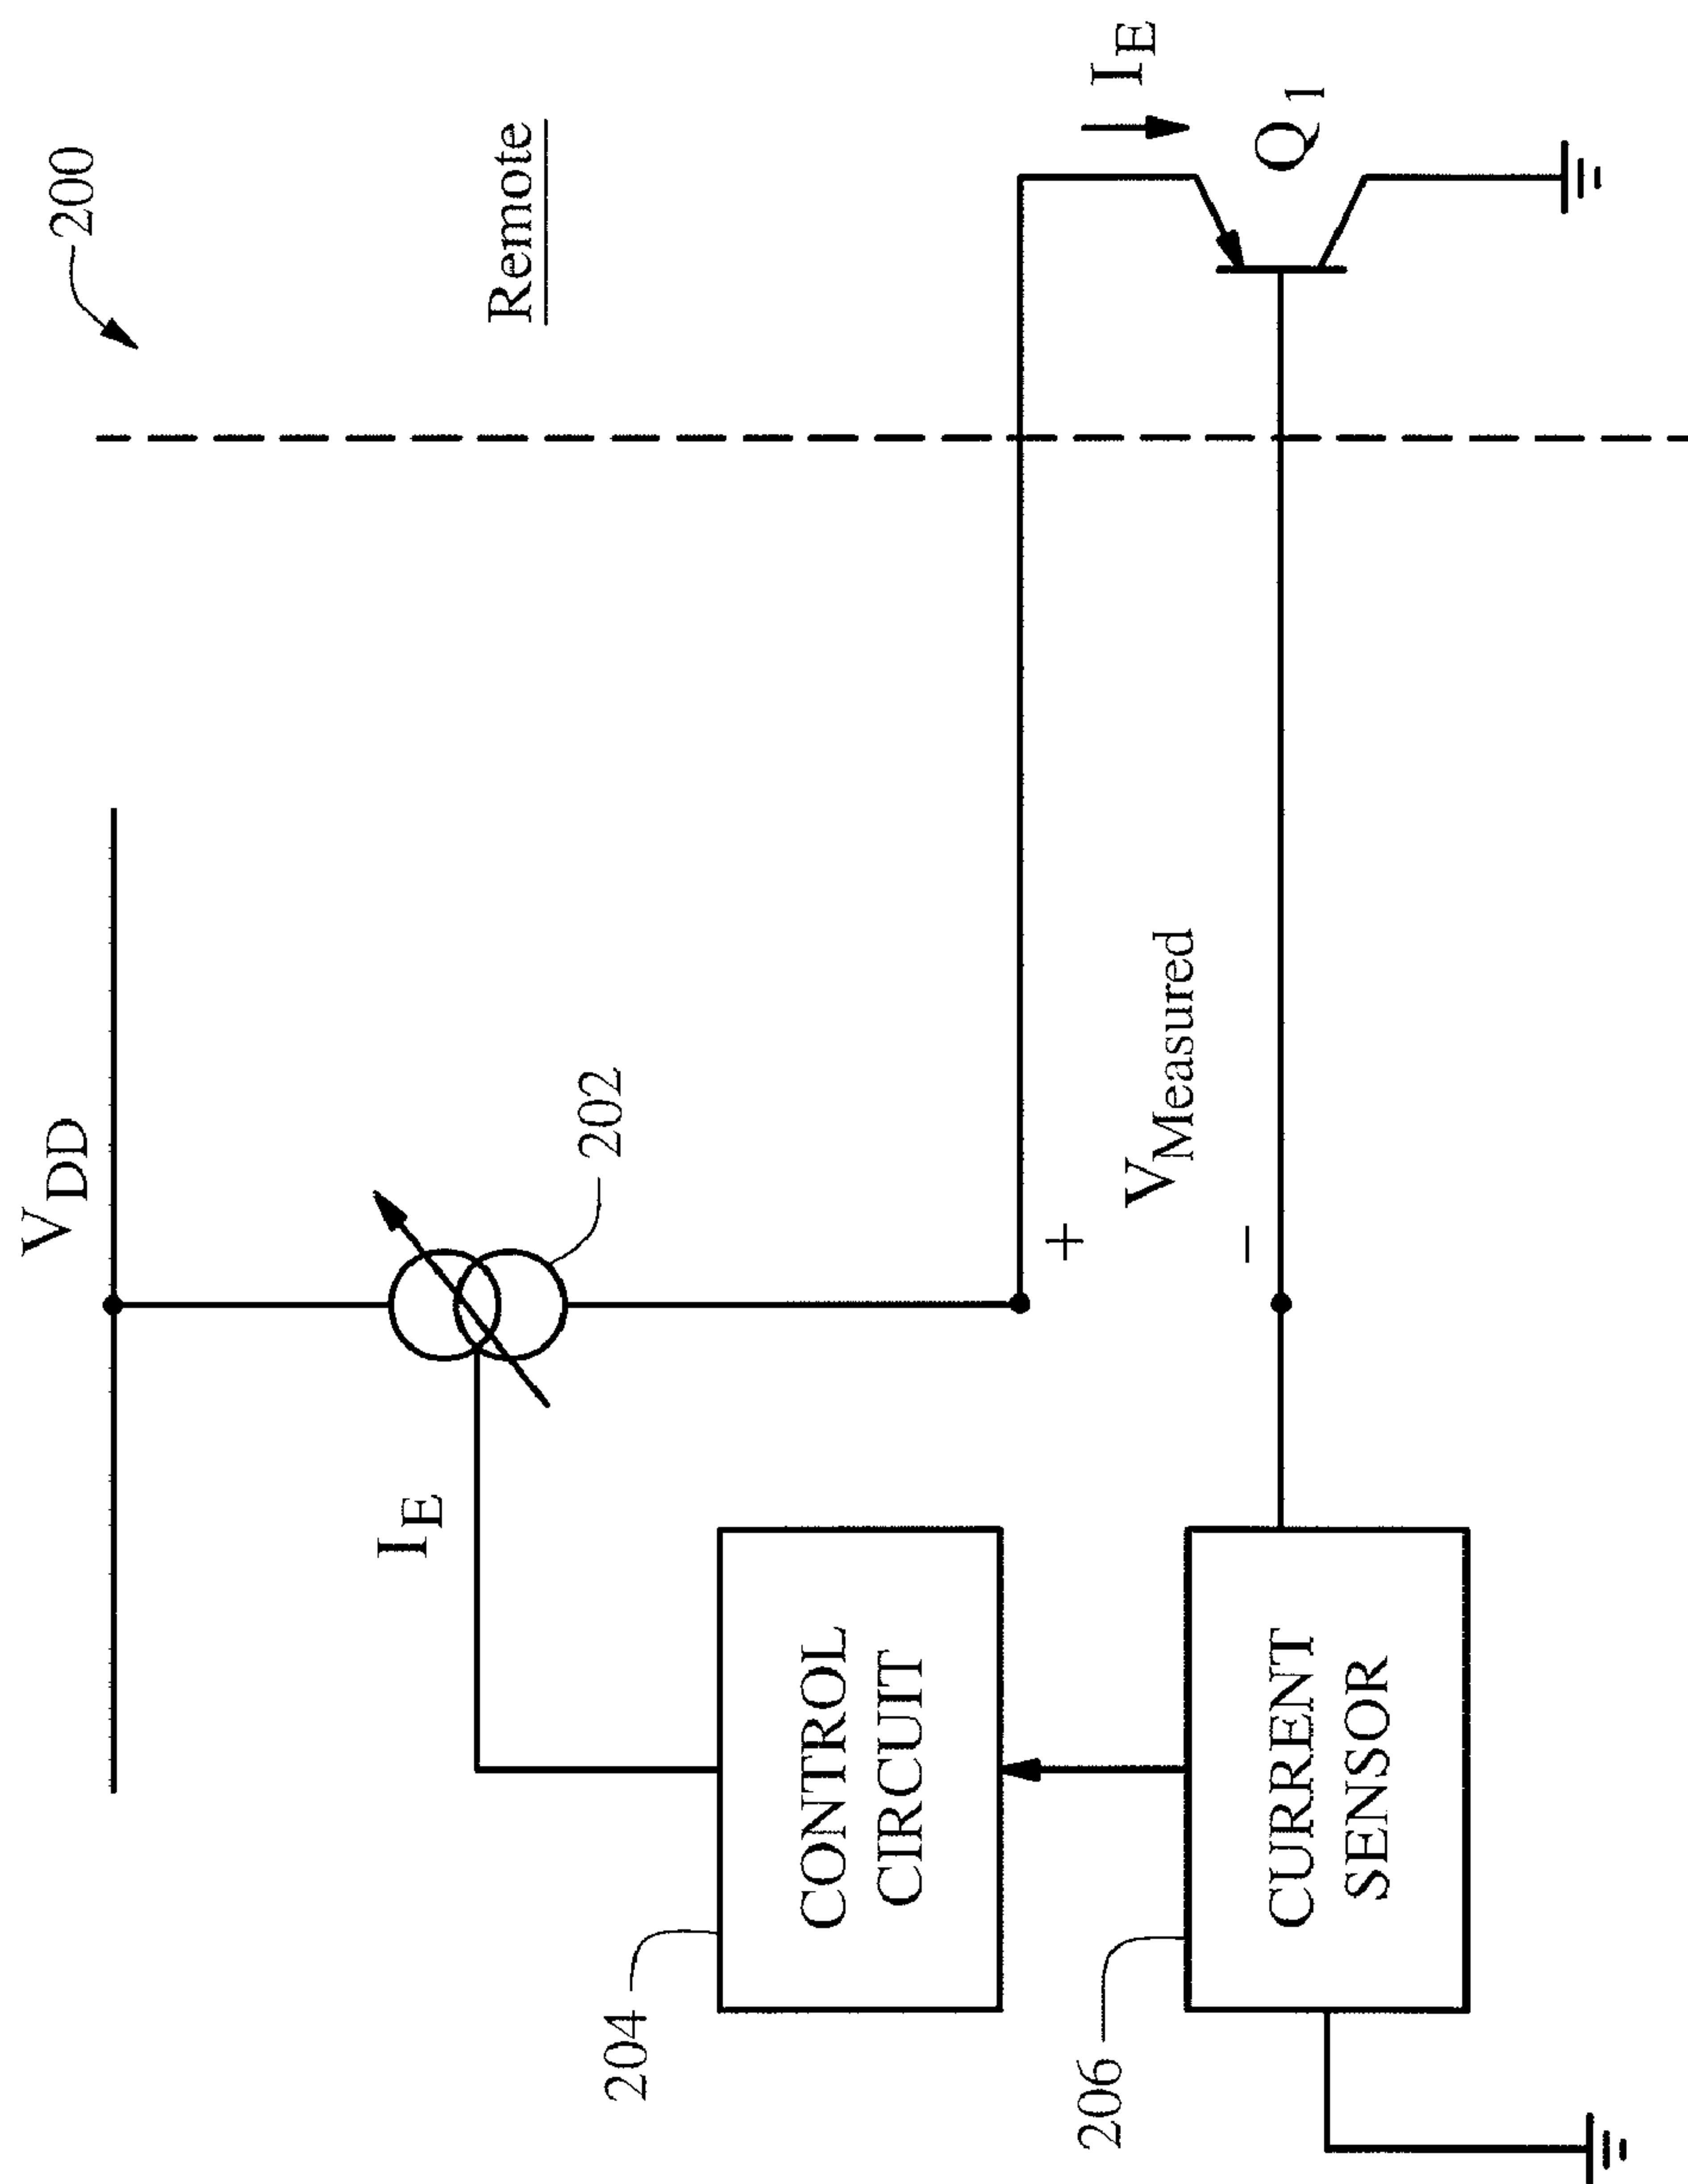 200
V_DD
Remote
202
I_E
I_E
Q_1
+
V_Measured
−
204
CONTROL
CIRCUIT
206
CURRENT
SENSOR